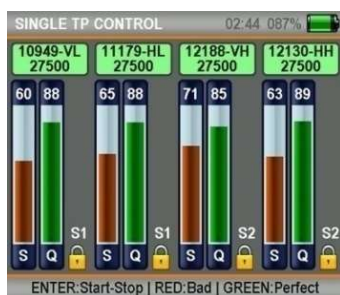 SINGLE TP CONTROL 02:44 087%
10949-VL 11179-HL 12188-VH 12130-HH
27500 27500 27500 27500
60 88 65 88 71 85 63 89
S1 S1 S2 S2
S Q S Q S Q S Q
ENTER:Start-Stop | RED:Bad | GREEN:Perfect